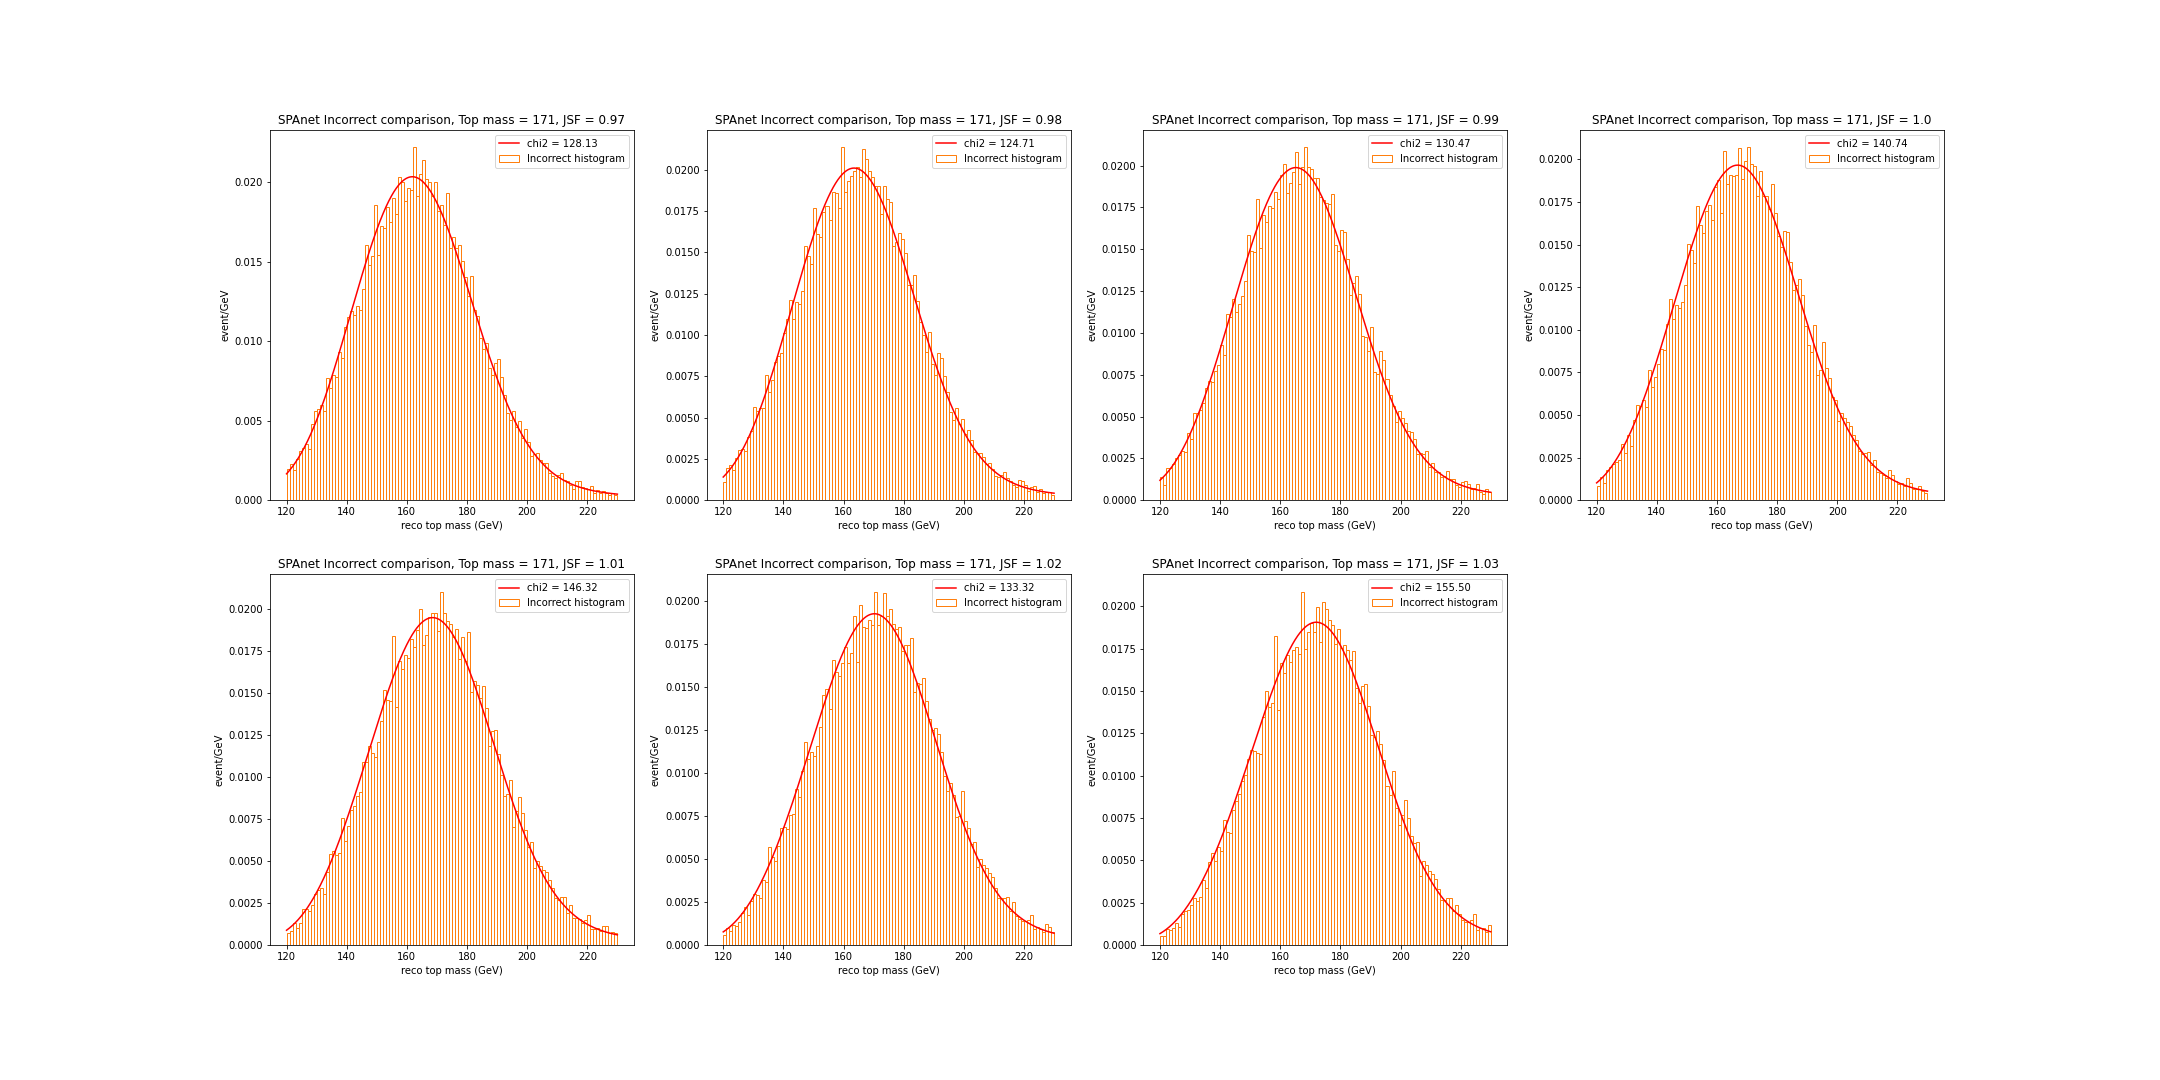 SPAnet Incorrect comparison, Top mass = 171, JSF = 0.97
chi2 = 128.13
Incorrect histogram
event/GeV
0.020
0.015
0.010
0.005
0.000
120 140 160 180 200 220
reco top mass (GeV)
SPAnet Incorrect comparison, Top mass = 171, JSF = 0.98
chi2 = 124.71
Incorrect histogram
event/GeV
0.0200
0.0175
0.0150
0.0125
0.0100
0.0075
0.0050
0.0025
0.0000
120 140 160 180 200 220
reco top mass (GeV)
SPAnet Incorrect comparison, Top mass = 171, JSF = 0.99
chi2 = 130.47
Incorrect histogram
event/GeV
0.0200
0.0175
0.0150
0.0125
0.0100
0.0075
0.0050
0.0025
0.0000
120 140 160 180 200 220
reco top mass (GeV)
SPAnet Incorrect comparison, Top mass = 171, JSF = 1.0
chi2 = 140.74
Incorrect histogram
event/GeV
0.0200
0.0175
0.0150
0.0125
0.0100
0.0075
0.0050
0.0025
0.0000
120 140 160 180 200 220
reco top mass (GeV)
SPAnet Incorrect comparison, Top mass = 171, JSF = 1.01
chi2 = 146.32
Incorrect histogram
event/GeV
0.0200
0.0175
0.0150
0.0125
0.0100
0.0075
0.0050
0.0025
0.0000
120 140 160 180 200 220
reco top mass (GeV)
SPAnet Incorrect comparison, Top mass = 171, JSF = 1.02
chi2 = 133.32
Incorrect histogram
event/GeV
0.0200
0.0175
0.0150
0.0125
0.0100
0.0075
0.0050
0.0025
0.0000
120 140 160 180 200 220
reco top mass (GeV)
SPAnet Incorrect comparison, Top mass = 171, JSF = 1.03
chi2 = 155.50
Incorrect histogram
event/GeV
0.0200
0.0175
0.0150
0.0125
0.0100
0.0075
0.0050
0.0025
0.0000
120 140 160 180 200 220
reco top mass (GeV)